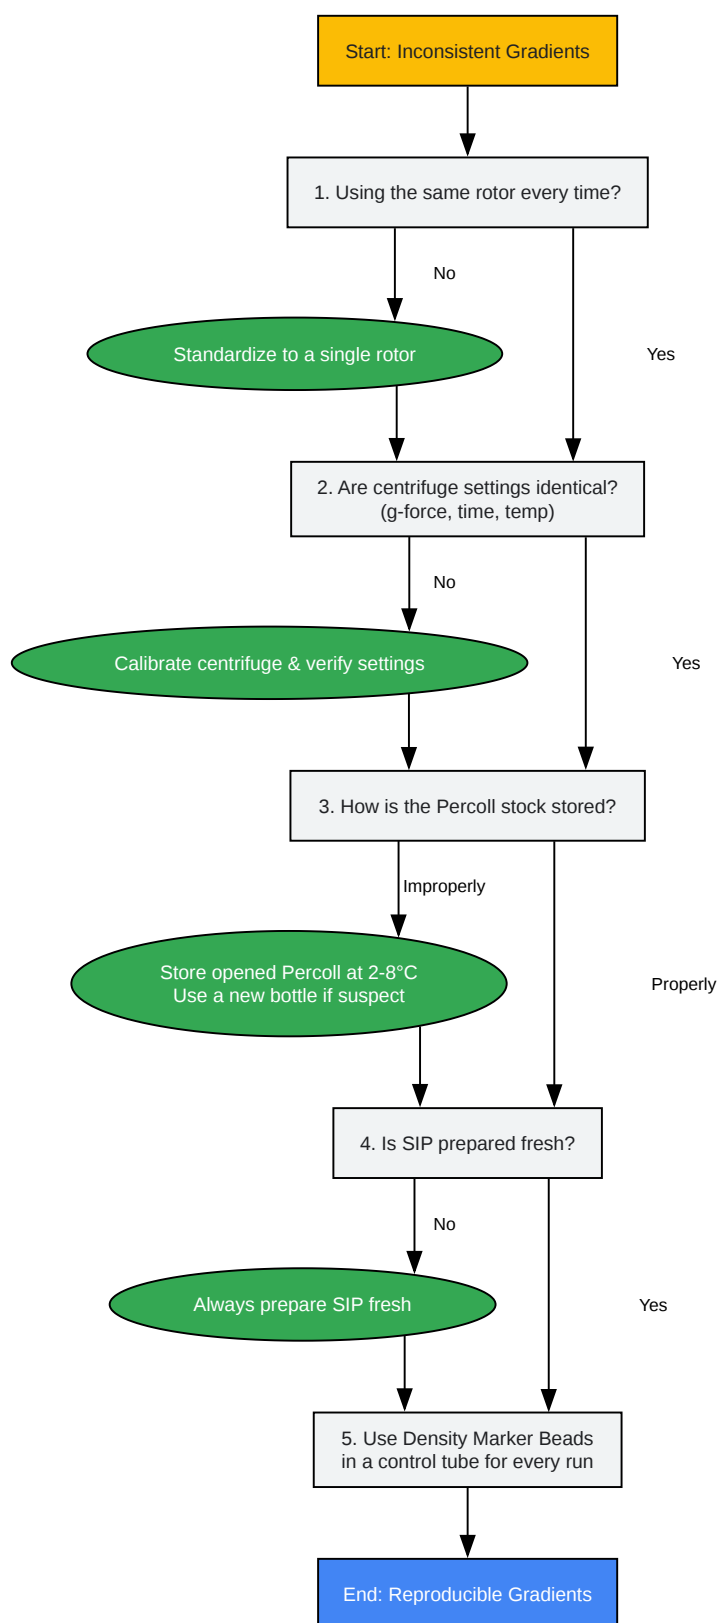 Start: Inconsistent Gradients
1. Using the same rotor every time?
No
Standardize to a single rotor
Yes
2. Are centrifuge settings identical?
(g-force, time, temp)
No
Calibrate centrifuge & verify settings
Yes
3. How is the Percoll stock stored?
Improperly
Store opened Percoll at 2-8°C
Use a new bottle if suspect
Properly
4. Is SIP prepared fresh?
No
Always prepare SIP fresh
Yes
5. Use Density Marker Beads
in a control tube for every run
End: Reproducible Gradients